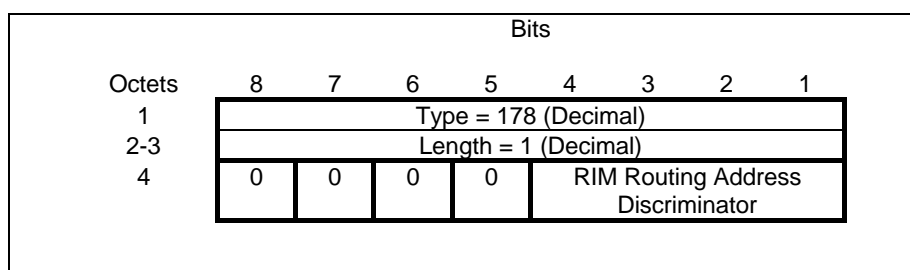 Bits
Octets 8 7 6 5 4 3 2 1
1 Type = 178 (Decimal)
2-3 Length = 1 (Decimal)
4 0 0 0 0 RIM Routing Address
Discriminator